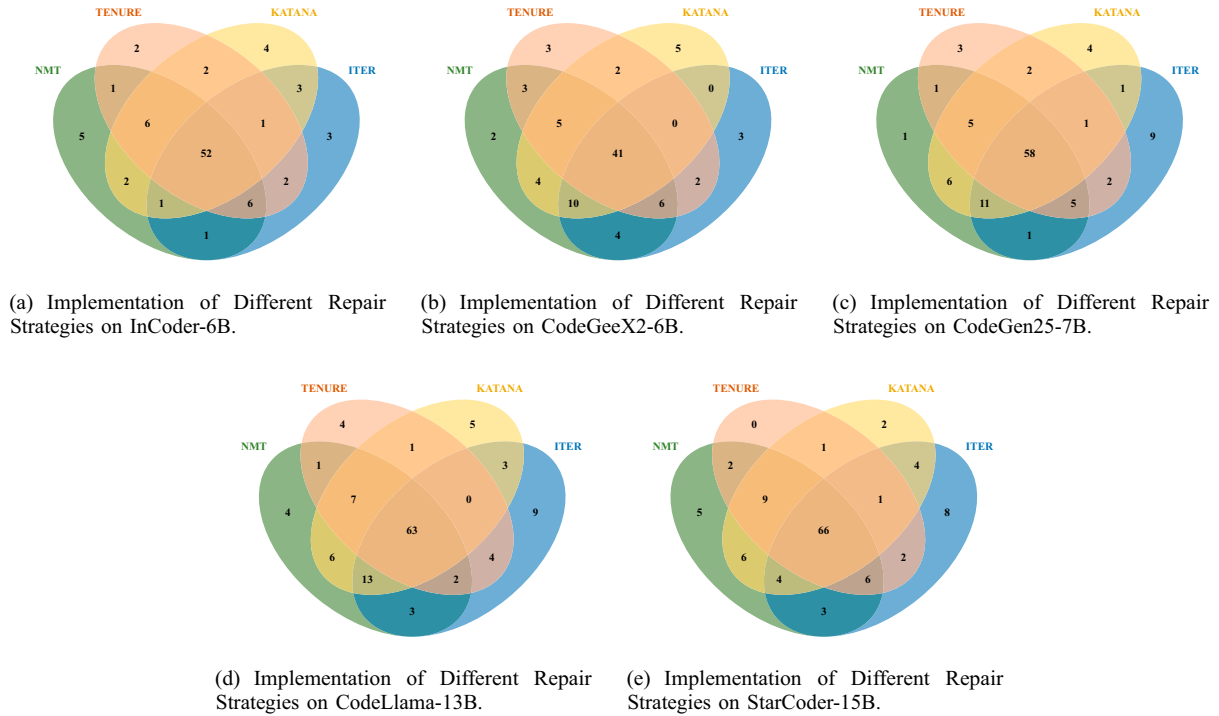 TENURE KATANA
NMT ITER
2 4
2
1 3
6 1
5 3
52
2 2
1 6
1
(a) Implementation of Different Repair
Strategies on InCoder-6B.
TENURE KATANA
NMT ITER
3 5
2
3 0
5 0
2 3
41
4 2
10 6
4
(b) Implementation of Different Repair
Strategies on CodeGeeX2-6B.
TENURE KATANA
NMT ITER
3 4
2
1 1
5 1
1 9
58
6 2
11 5
1
(c) Implementation of Different Repair
Strategies on CodeGen25-7B.
TENURE KATANA
NMT ITER
4 5
1
1 3
7 0
4 9
63
6 4
13 2
3
(d) Implementation of Different Repair
Strategies on CodeLlama-13B.
TENURE KATANA
NMT ITER
0 2
1
2 4
9 1
5 8
66
6 2
4 6
3
(e) Implementation of Different Repair
Strategies on StarCoder-15B.